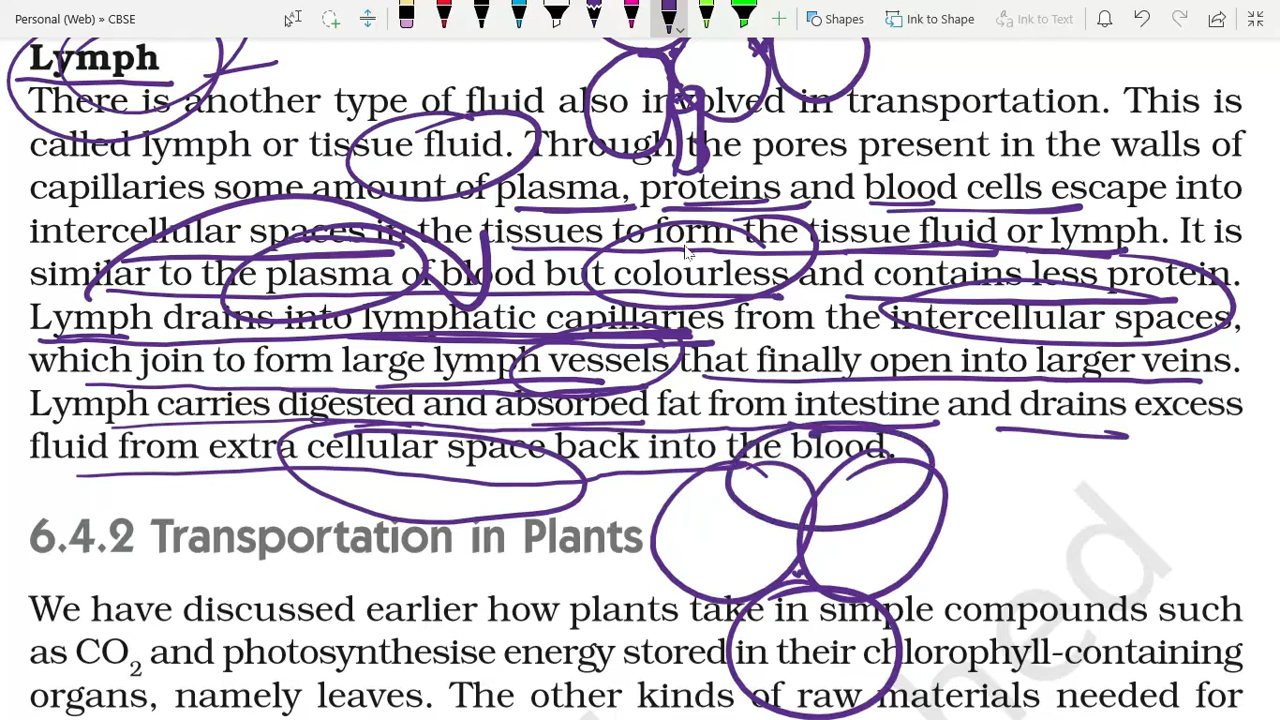 Personal (Web) » CBSE
Shapes
Ink to Shape
Ink to Text
Lymph
There is another type of fluid also involved in transportation. This is
called lymph or tissue fluid. Through the pores present in the walls of
capillaries some amount of plasma, proteins and blood cells escape into
intercellular spaces in the tissues to form the tissue fluid or lymph. It is
similar to the plasma of blood but colourless and contains less protein.
Lymph drains into lymphatic capillaries from the intercellular spaces,
which join to form large lymph vessels that finally open into larger veins.
Lymph carries digested and absorbed fat from intestine and drains excess
fluid from extra cellular space back into the blood.
6.4.2 Transportation in Plants
We have discussed earlier how plants take in simple compounds such
as CO2 and photosynthesise energy stored in their chlorophyll-containing
organs, namely leaves. The other kinds of raw materials needed for